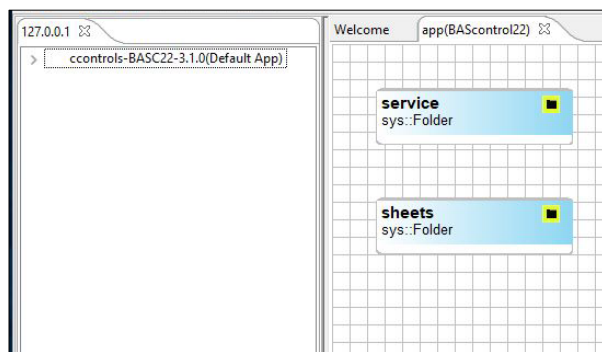 127.0.0.1
ccontrols-BASC22-3.1.0(Default App)
Welcome
app(BAScontrol22)
service
sys::Folder
sheets
sys::Folder